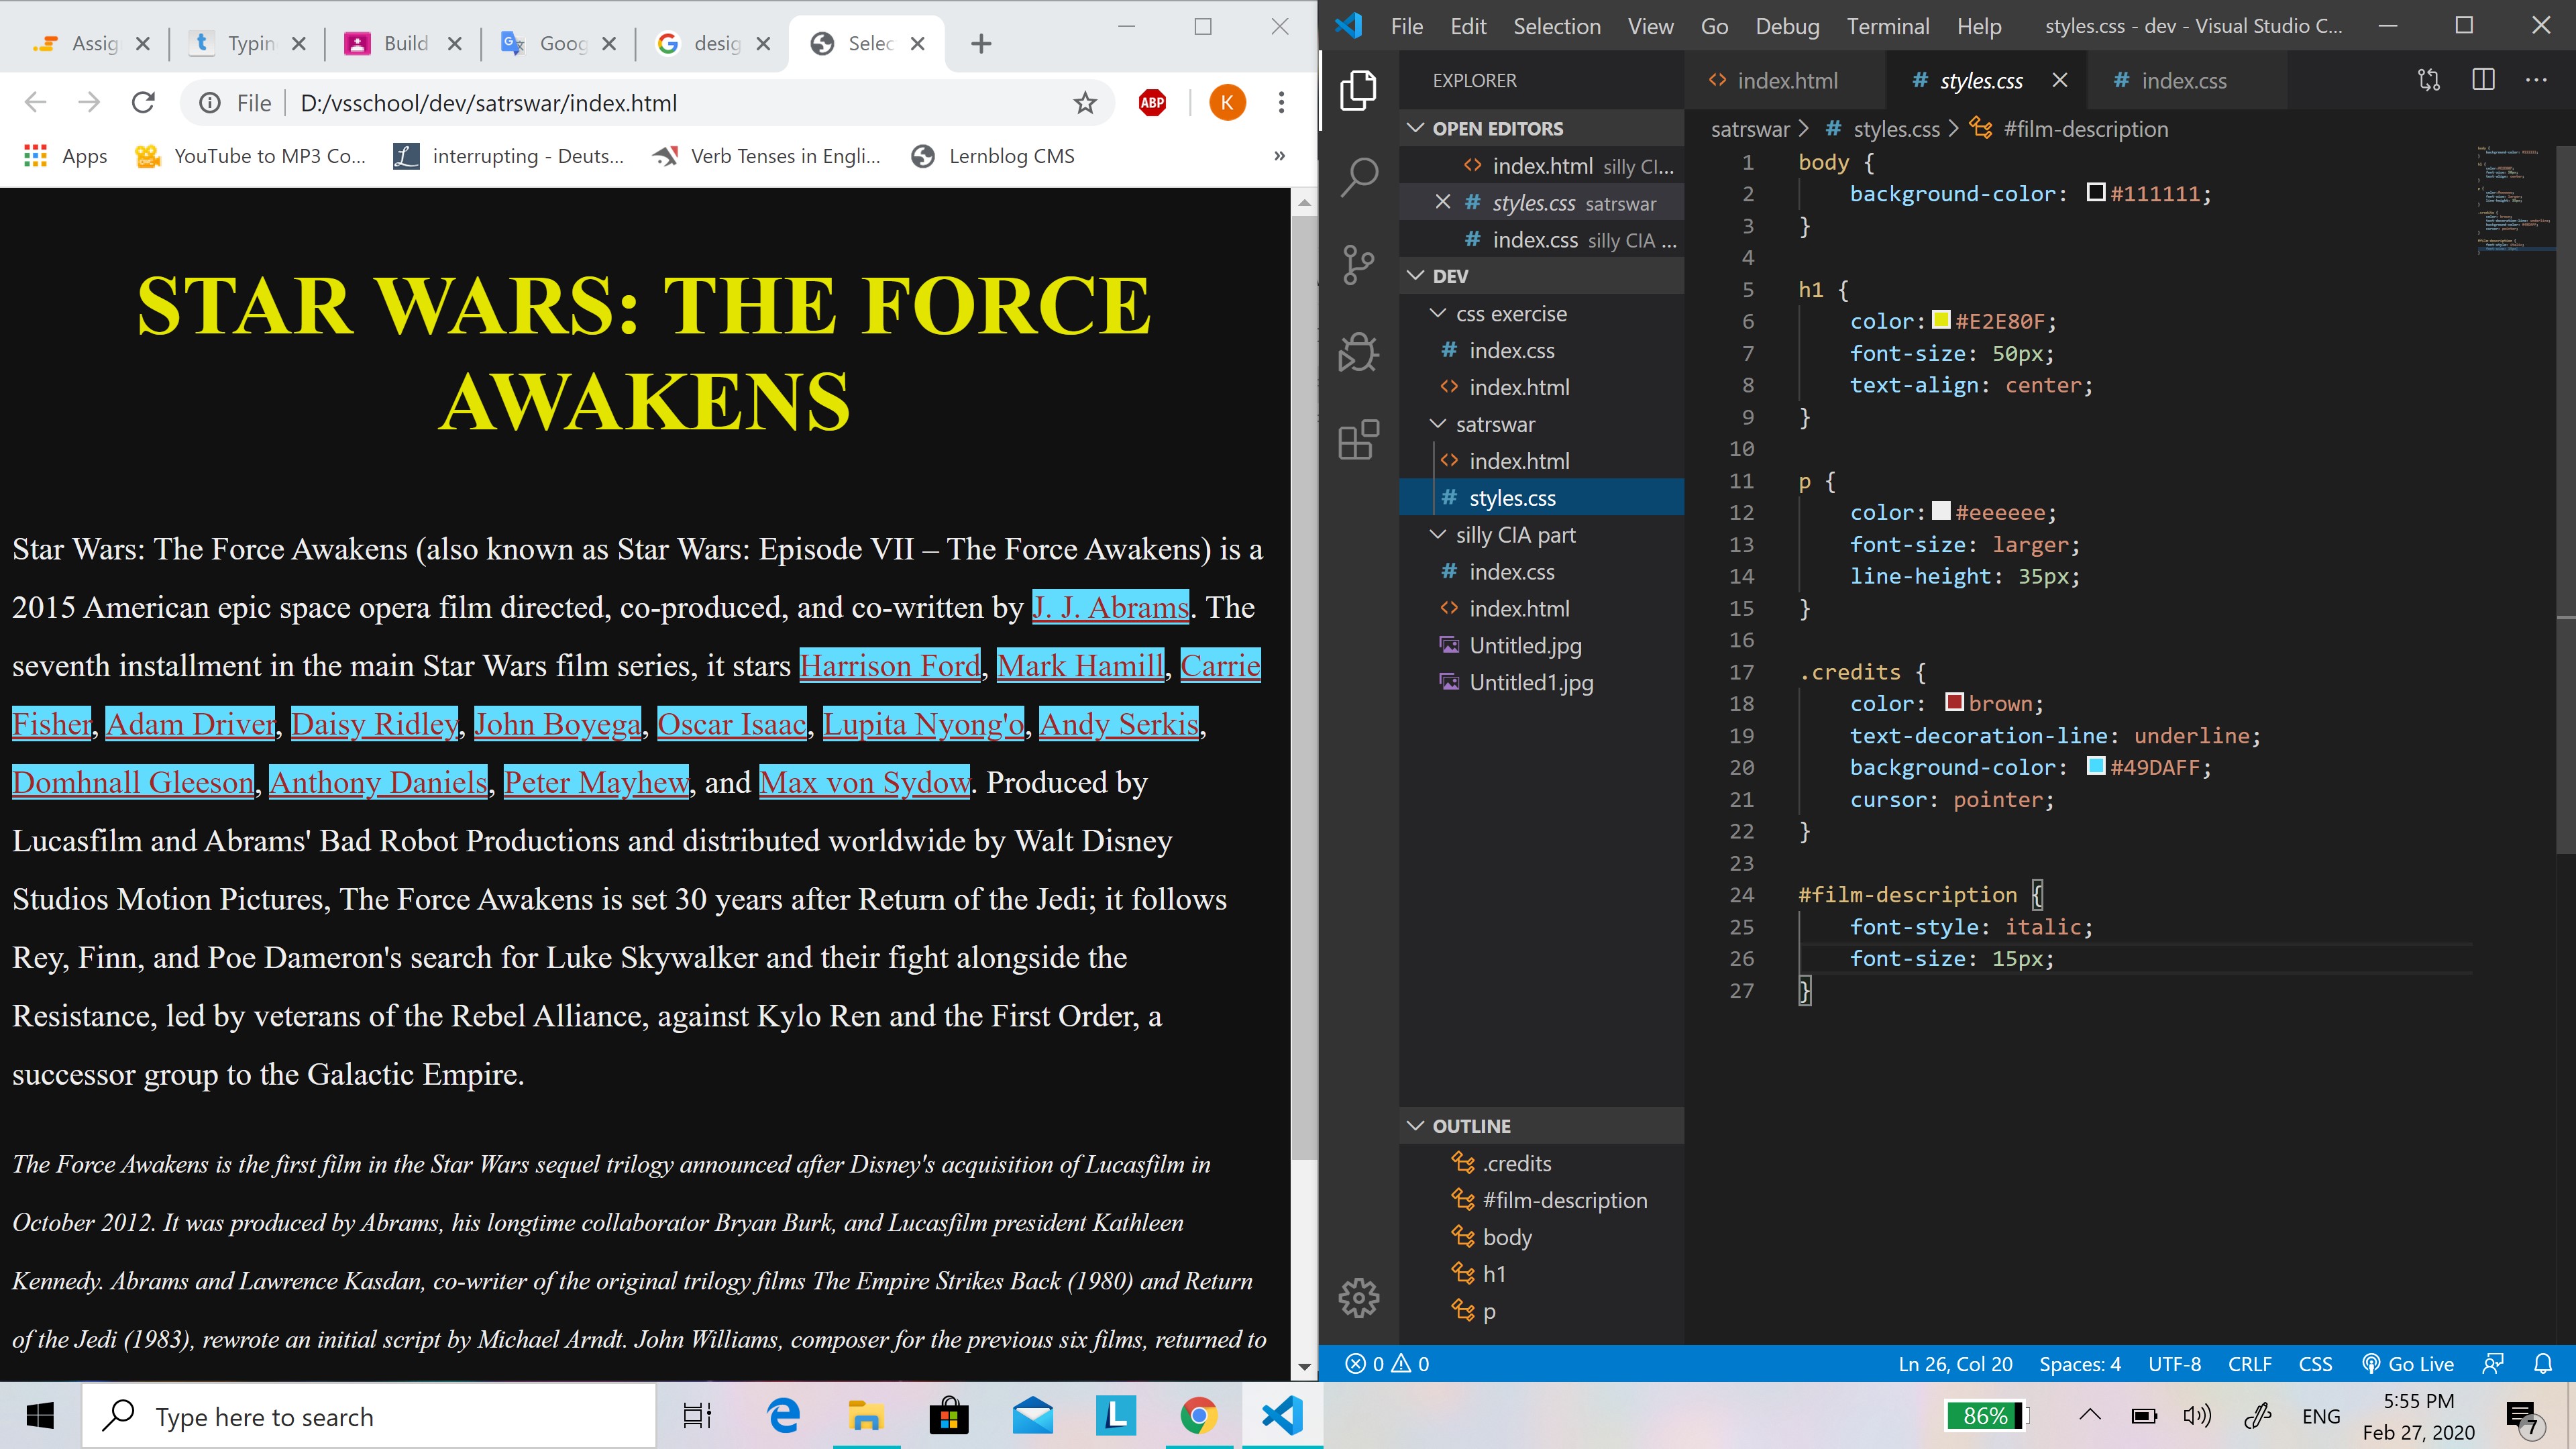 Assig
Typin
Build
Goog
desig
Selec
File
D:/vsschool/dev/satrswar/index.html
ABP
K
Apps
YouTube to MP3 Co...
interrupting - Deuts...
Verb Tenses in Engli...
Lernblog CMS
»
STAR WARS: THE FORCE
AWAKENS
Star Wars: The Force Awakens (also known as Star Wars: Episode VII – The Force Awakens) is a
2015 American epic space opera film directed, co-produced, and co-written by J. J. Abrams. The
seventh installment in the main Star Wars film series, it stars Harrison Ford, Mark Hamill, Carrie
Fisher, Adam Driver, Daisy Ridley, John Boyega, Oscar Isaac, Lupita Nyong'o, Andy Serkis,
Domhnall Gleeson, Anthony Daniels, Peter Mayhew, and Max von Sydow. Produced by
Lucasfilm and Abrams' Bad Robot Productions and distributed worldwide by Walt Disney
Studios Motion Pictures, The Force Awakens is set 30 years after Return of the Jedi; it follows
Rey, Finn, and Poe Dameron's search for Luke Skywalker and their fight alongside the
Resistance, led by veterans of the Rebel Alliance, against Kylo Ren and the First Order, a
successor group to the Galactic Empire.
The Force Awakens is the first film in the Star Wars sequel trilogy announced after Disney's acquisition of Lucasfilm in
October 2012. It was produced by Abrams, his longtime collaborator Bryan Burk, and Lucasfilm president Kathleen
Kennedy. Abrams and Lawrence Kasdan, co-writer of the original trilogy films The Empire Strikes Back (1980) and Return
of the Jedi (1983), rewrote an initial script by Michael Arndt. John Williams, composer for the previous six films, returned to
File Edit Selection View Go Debug Terminal Help styles.css - dev - Visual Studio C...
EXPLORER
OPEN EDITORS
index.html silly CI...
styles.css satrswar
index.css silly CIA ...
DEV
css exercise
index.css
index.html
satrswar
index.html
styles.css
silly CIA part
index.css
index.html
Untitled.jpg
Untitled1.jpg
OUTLINE
.credits
#film-description
body
h1
p
index.html
styles.css
index.css
satrswar > styles.css > #film-description
1 body {
2 background-color: #111111;
3 }
4
5 h1 {
6 color: #E2E80F;
7 font-size: 50px;
8 text-align: center;
9 }
10
11 p {
12 color: #eeeeee;
13 font-size: larger;
14 line-height: 35px;
15 }
16
17 .credits {
18 color: brown;
19 text-decoration-line: underline;
20 background-color: #49DAFF;
21 cursor: pointer;
22 }
23
24 #film-description {
25 font-style: italic;
26 font-size: 15px;
27 }
0 0
Ln 26, Col 20 Spaces: 4 UTF-8 CRLF CSS Go Live
Type here to search
L
86%
ENG
5:55 PM
Feb 27, 2020
7